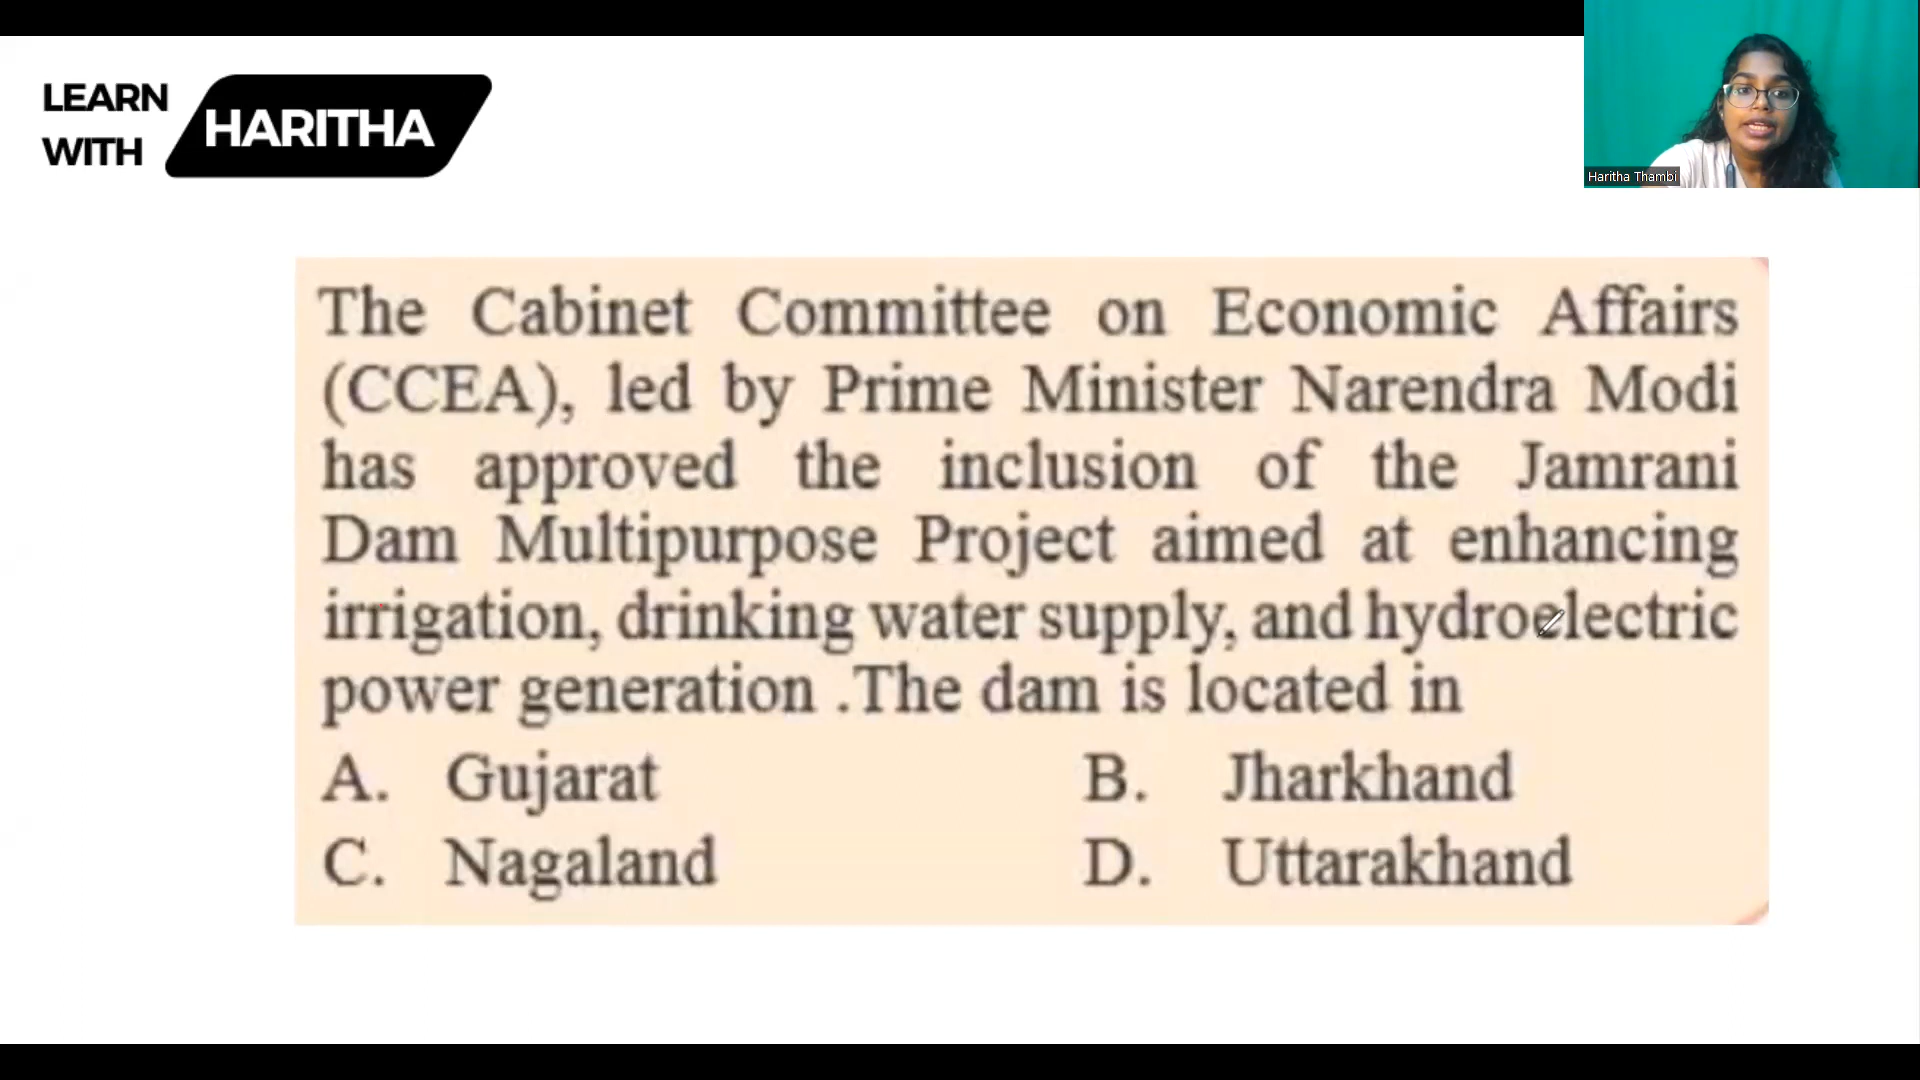 LEARN
WITH
HARITHA
Haritha Thambi
The Cabinet Committee on Economic Affairs
(CCEA), led by Prime Minister Narendra Modi
has approved the inclusion of the Jamrani
Dam Multipurpose Project aimed at enhancing
irrigation, drinking water supply, and hydroelectric
power generation .The dam is located in
A. Gujarat B. Jharkhand
C. Nagaland D. Uttarakhand